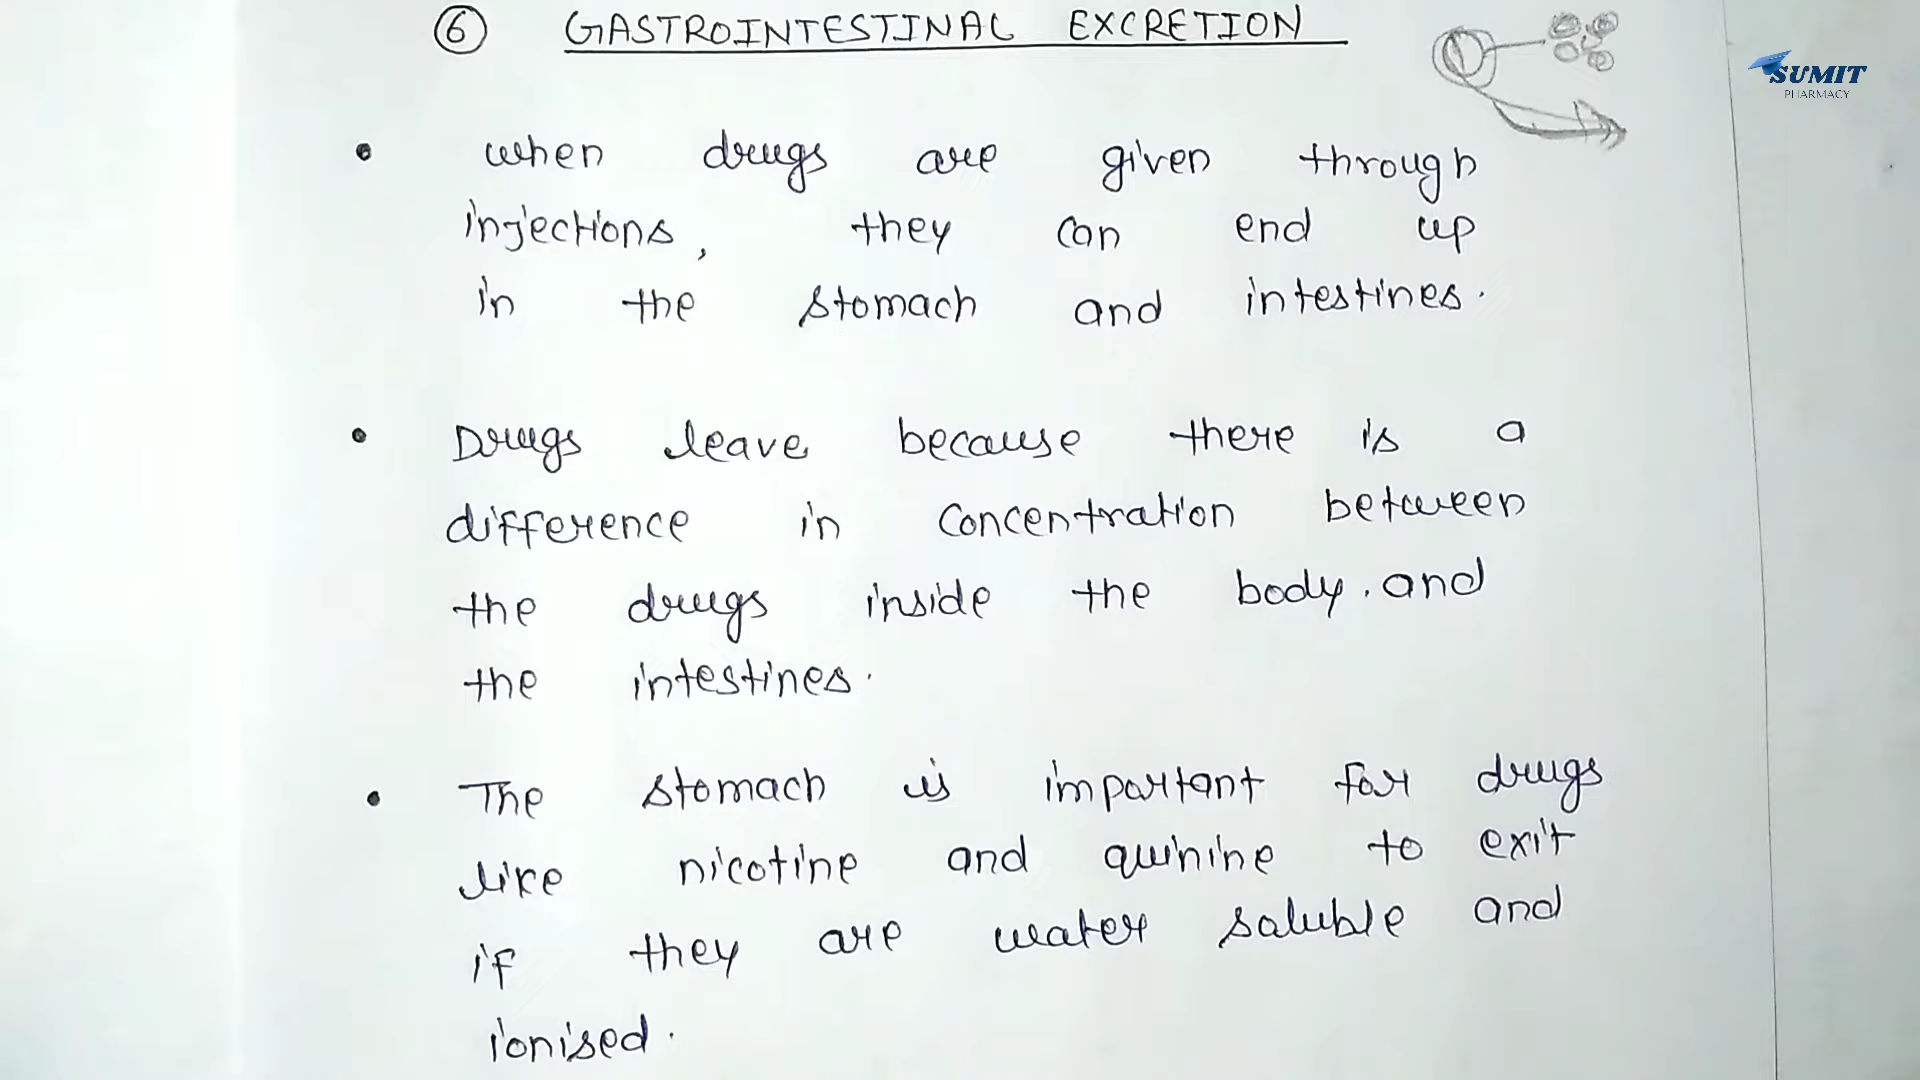 6 GASTROINTESTINAL EXCRETION
SUMIT
PHARMACY
• when drugs are given through
injections, they can end up
in the stomach and intestines.
• Drugs leave because there is a
difference in concentration between
the drugs inside the body. and
the intestines.
• The stomach is important for drugs
like nicotine and quinine to exit
if they are water saluble and
ionised.